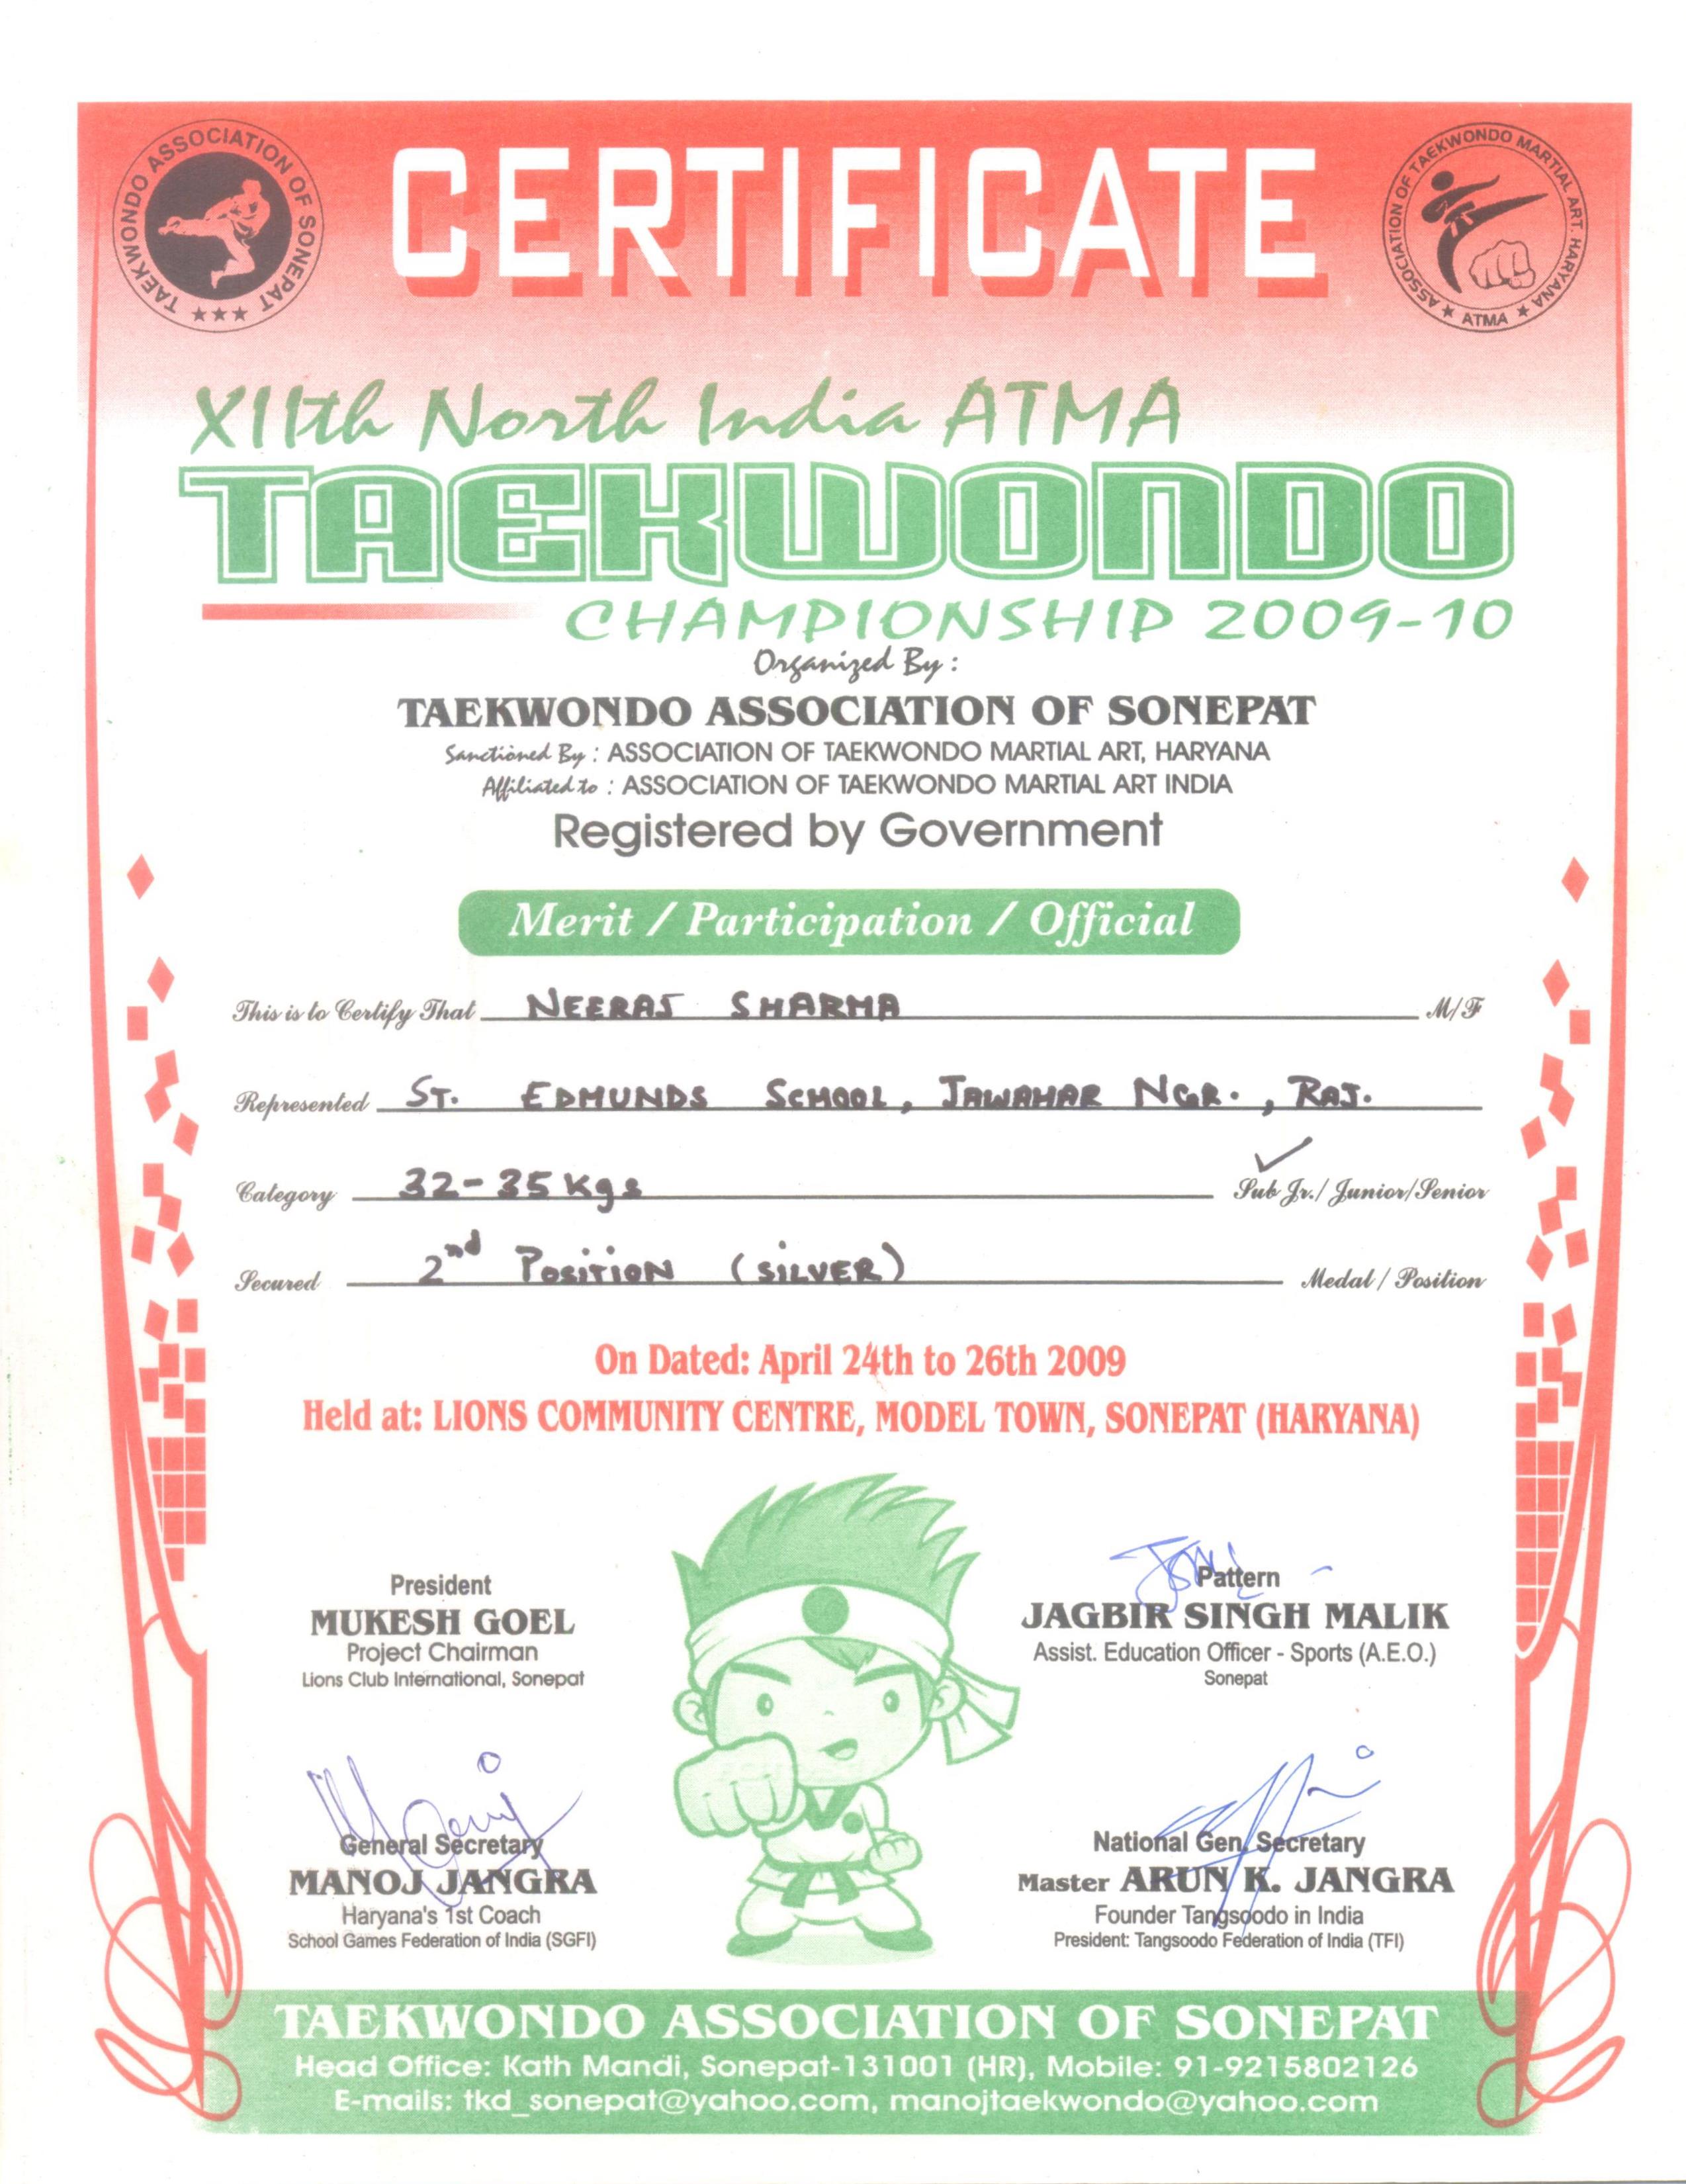 TAEKWONDO ASSOCIATION OF SONEPAT
CERTIFICATE
ASSOCIATION OF TAEKWONDO MARTIAL ART. HARYANA
ATMA
XIIth North India ATMA
TAEKWONDO
CHAMPIONSHIP 2009-10
Organized By :
TAEKWONDO ASSOCIATION OF SONEPAT
Sanctioned By : ASSOCIATION OF TAEKWONDO MARTIAL ART, HARYANA
Affiliated to : ASSOCIATION OF TAEKWONDO MARTIAL ART INDIA
Registered by Government
Merit / Participation / Official
This is to Certify That NEERAJ SHARMA M/F
Represented ST. EDMUNDS SCHOOL, JAWAHAR NGR., RAJ.
Category 32-35 Kgs Sub Jr./ Junior/Senior
Secured 2nd POSITION (SILVER) Medal / Position
On Dated: April 24th to 26th 2009
Held at: LIONS COMMUNITY CENTRE, MODEL TOWN, SONEPAT (HARYANA)
President
MUKESH GOEL
Project Chairman
Lions Club International, Sonepat
Pattern
JAGBIR SINGH MALIK
Assist. Education Officer - Sports (A.E.O.)
Sonepat
General Secretary
MANOJ JANGRA
Haryana's 1st Coach
School Games Federation of India (SGFI)
National Gen. Secretary
Master ARUN K. JANGRA
Founder Tangsoodo in India
President: Tangsoodo Federation of India (TFI)
TAEKWONDO ASSOCIATION OF SONEPAT
Head Office: Kath Mandi, Sonepat-131001 (HR), Mobile: 91-9215802126
E-mails: tkd_sonepat@yahoo.com, manojtaekwondo@yahoo.com